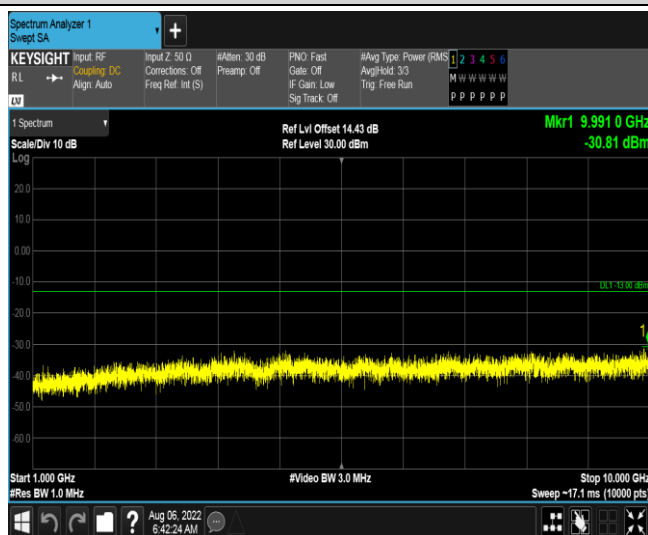 Spectrum Analyzer 1
Swept SA
+
KEYSIGHT
RL
LXI
Input: RF
Coupling: DC
Align: Auto
Input Z: 50 Ω
Corrections: Off
Freq Ref: Int (S)
#Atten: 30 dB
Preamp: Off
PNO: Fast
Gate: Off
IF Gain: Low
Sig Track: Off
#Avg Type: Power (RMS
Avg|Hold: 3/3
Trig: Free Run
1 2 3 4 5 6
M W W W W W
P P P P P P
1 Spectrum
Scale/Div 10 dB
Log
Ref Lvl Offset 14.43 dB
Ref Level 30.00 dBm
Mkr1 9.991 0 GHz
-30.81 dBm
20.0
10.0
0.00
-10.0
DL1 -13.00 dBm
-20.0
-30.0
1
-40.0
-50.0
-60.0
Start 1.000 GHz
#Video BW 3.0 MHz
Stop 10.000 GHz
#Res BW 1.0 MHz
Sweep ~17.1 ms (10000 pts)
?
Aug 06, 2022
6:42:24 AM